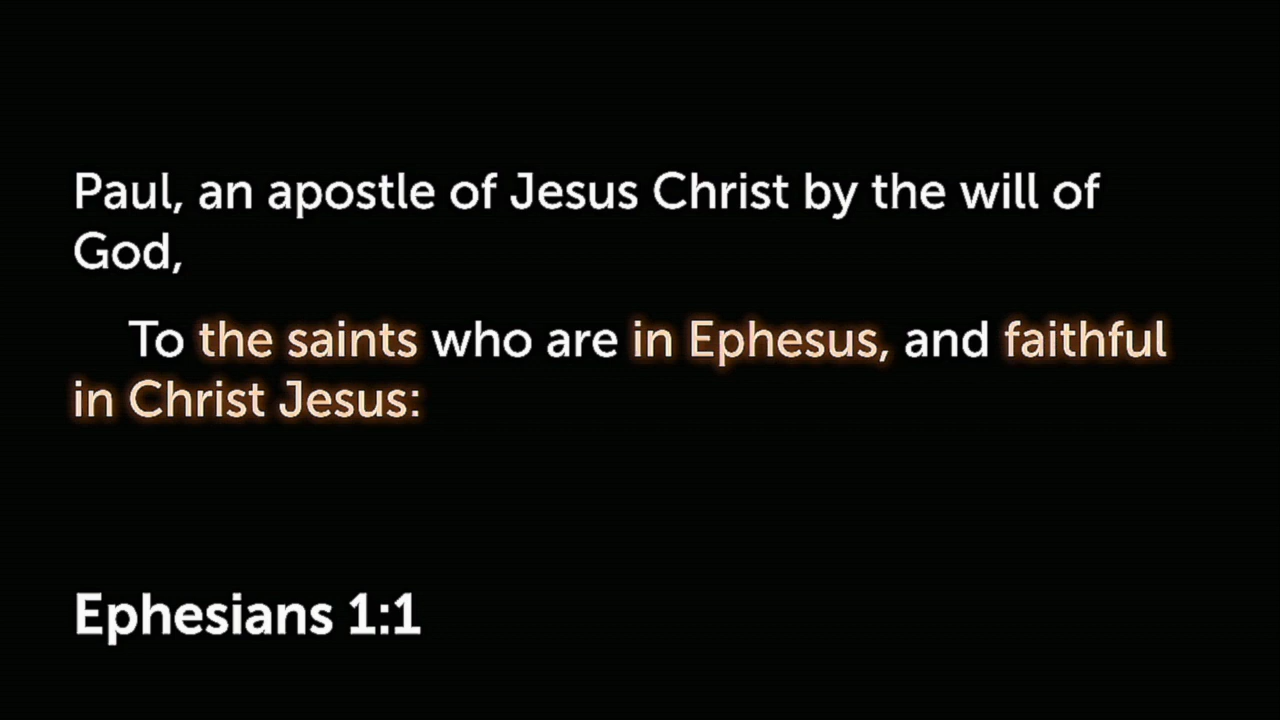 Paul, an apostle of Jesus Christ by the will of
God,
To the saints who are in Ephesus, and faithful
in Christ Jesus:
Ephesians 1:1